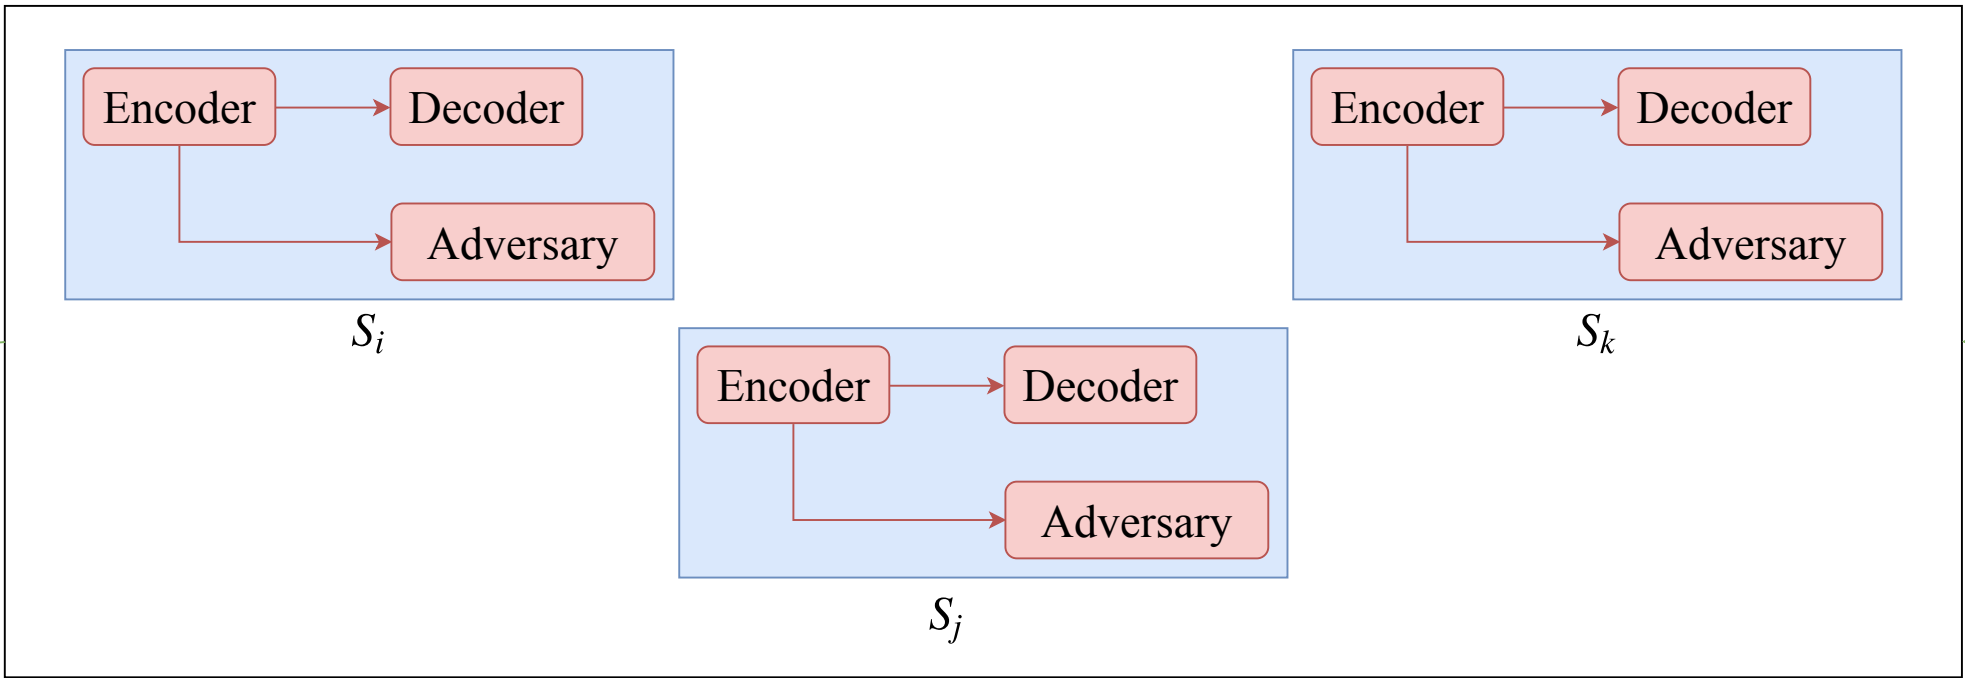 Encoder
Decoder
Adversary
S_i
Encoder
Decoder
Adversary
S_k
Encoder
Decoder
Adversary
S_j